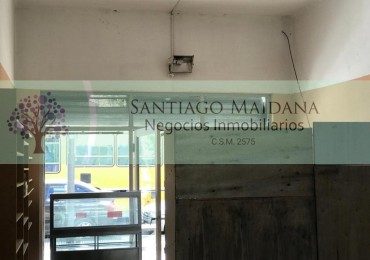 SANTIAGO MAIDANA
Negocios Inmobiliarios
C.S.M. 2575